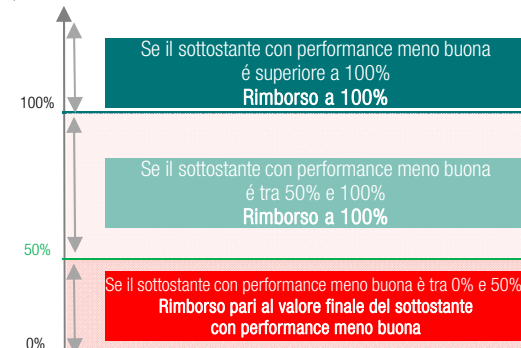 Se il sottostante con performance meno buona
é superiore a 100%
Rimborso a 100%
100%
Se il sottostante con performance meno buona
é tra 50% e 100%
Rimborso a 100%
50%
Se il sottostante con performance meno buona è tra 0% e 50%
Rimborso pari al valore finale del sottostante
con performance meno buona
0%